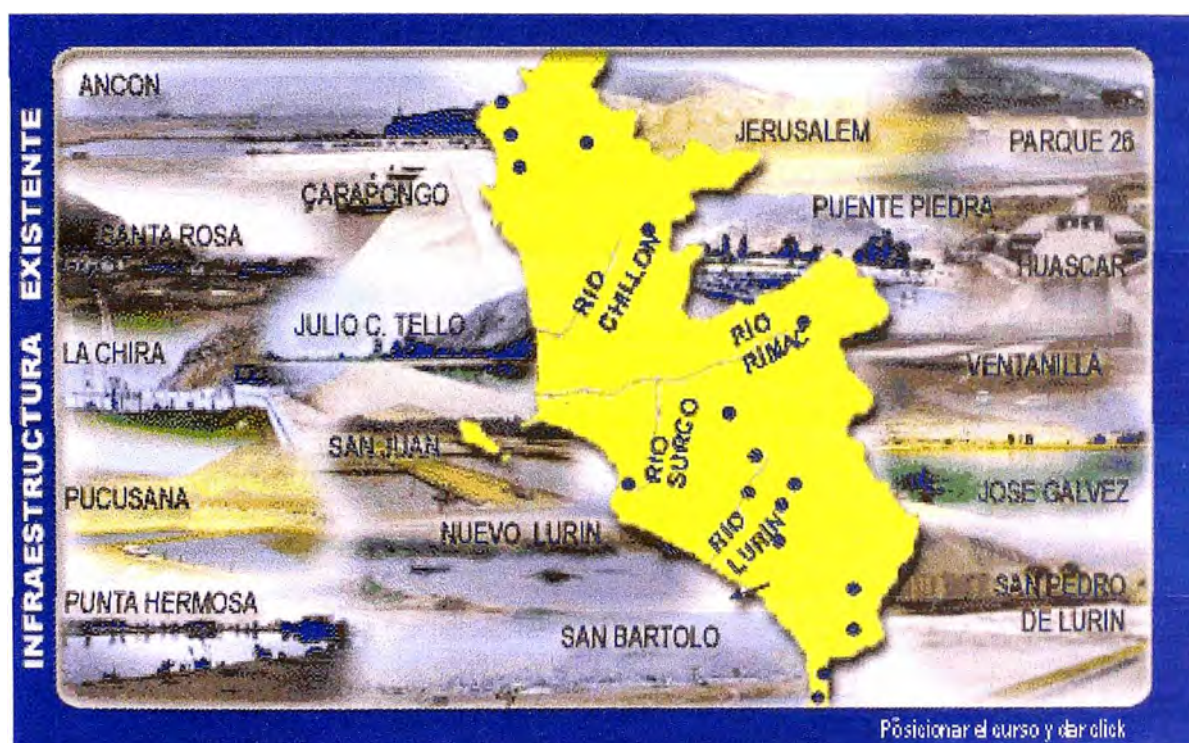 INFRAESTRUCTURA EXISTENTE
ANCON
JERUSALEM
PARQUE 26
CARAPONGO
PUENTE PIEDRA
SANTA ROSA
HUASCAR
RIO
CHILLON
JULIO C. TELLO
RIO
RIMAC
LA CHIRA
VENTANILLA
RIO
SURCO
SAN JUAN
PUCUSANA
JOSE GALVEZ
NUEVO LURIN
RIO
LURIN
PUNTA HERMOSA
SAN PEDRO
DE LURIN
SAN BARTOLO
Posicionar el curso y dar click